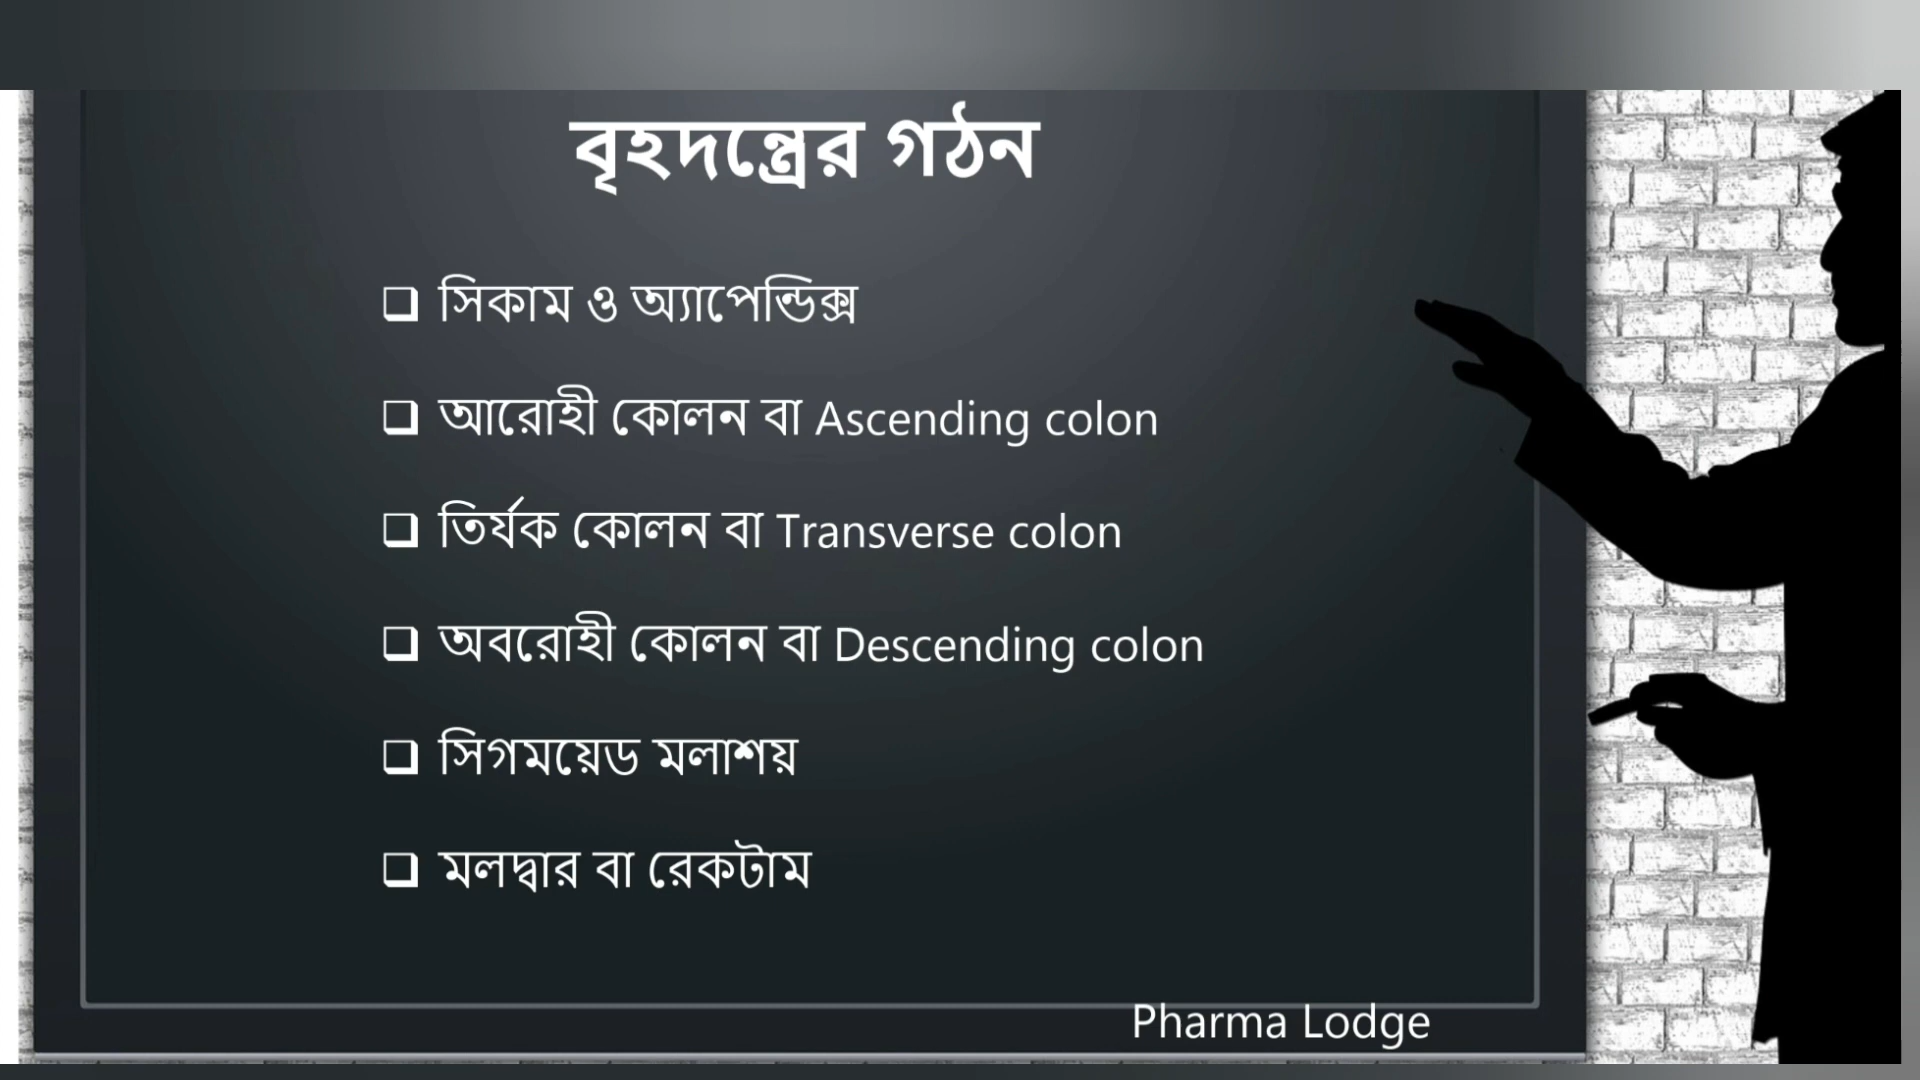 বৃহদন্ত্রের গঠন
সিকাম ও অ্যাপেন্ডিক্স
আরোহী কোলন বা Ascending colon
তির্যক কোলন বা Transverse colon
অবরোহী কোলন বা Descending colon
সিগময়েড মলাশয়
মলদ্বার বা রেকটাম
Pharma Lodge